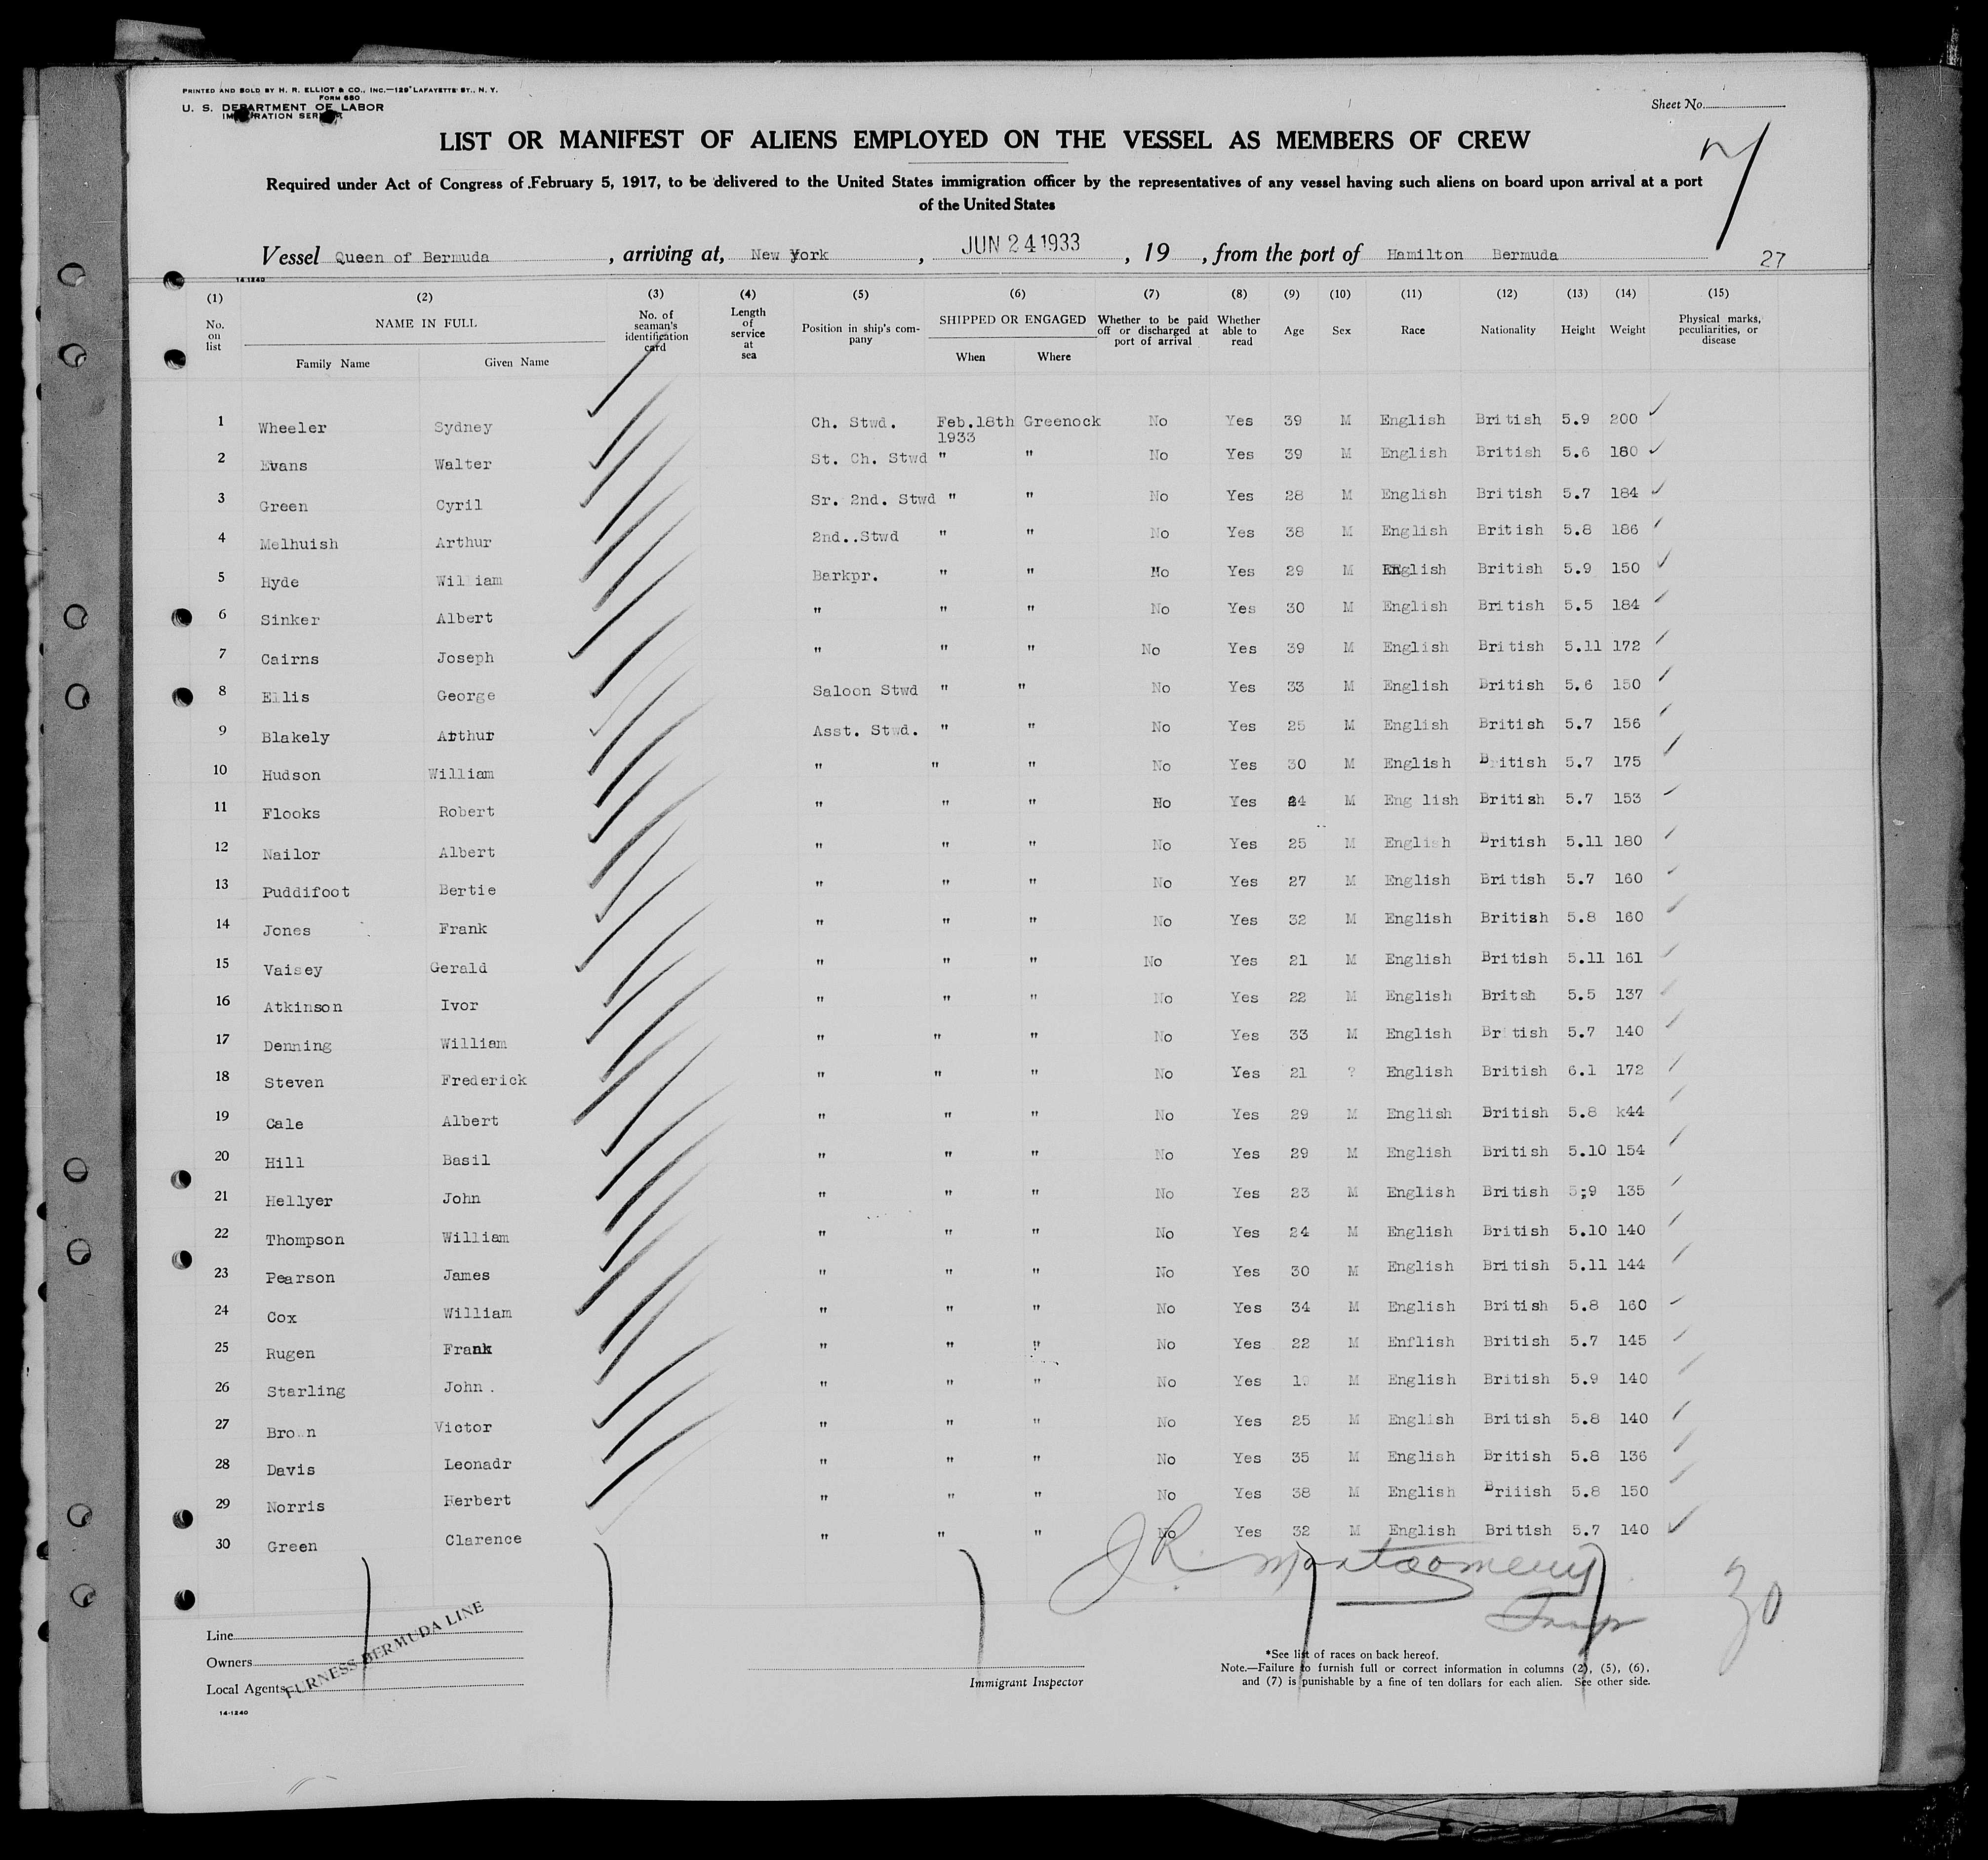 PRINTED AND SOLD BY H. R. ELLIOT & CO., INC.—129 LAFAYETTE ST., N. Y.
FORM 680
U. S. DEPARTMENT OF LABOR
IMMIGRATION SERVICE
Sheet No.
7
LIST OR MANIFEST OF ALIENS EMPLOYED ON THE VESSEL AS MEMBERS OF CREW
Required under Act of Congress of February 5, 1917, to be delivered to the United States immigration officer by the representatives of any vessel having such aliens on board upon arrival at a port
of the United States
Vessel Queen of Bermuda , arriving at, New York , JUN 24 1933 , 19 , from the port of Hamilton Bermuda
27
14-1240
(1) (2) (3) (4) (5) (6) (7) (8) (9) (10) (11) (12) (13) (14) (15)
No. on list NAME IN FULL Family Name Given Name No. of seaman's identification card Length of service at sea Position in ship's company SHIPPED OR ENGAGED When Where Whether to be paid off or discharged at port of arrival Whether able to read Age Sex Race Nationality Height Weight Physical marks, peculiarities, or disease
1 Wheeler Sydney Ch. Stwd. Feb.18th 1933 Greenock No Yes 39 M English British 5.9 200
2 Evans Walter St. Ch. Stwd " " No Yes 39 M English British 5.6 180
3 Green Cyril Sr. 2nd. Stwd " " No Yes 28 M English British 5.7 184
4 Melhuish Arthur 2nd..Stwd " " No Yes 38 M English British 5.8 186
5 Hyde William Barkpr. " " No Yes 29 M English British 5.9 150
6 Sinker Albert " " " No Yes 30 M English British 5.5 184
7 Cairns Joseph " " " No Yes 39 M English British 5.11 172
8 Ellis George Saloon Stwd " " No Yes 33 M English British 5.6 150
9 Blakely Arthur Asst. Stwd. " " No Yes 25 M English British 5.7 156
10 Hudson William " " " No Yes 30 M English British 5.7 175
11 Flooks Robert " " " No Yes 24 M Eng lish British 5.7 153
12 Nailor Albert " " " No Yes 25 M English British 5.11 180
13 Puddifoot Bertie " " " No Yes 27 M English British 5.7 160
14 Jones Frank " " " No Yes 32 M English British 5.8 160
15 Vaisey Gerald " " " No Yes 21 M English British 5.11 161
16 Atkinson Ivor " " " No Yes 22 M English Britsh 5.5 137
17 Denning William " " " No Yes 33 M English British 5.7 140
18 Steven Frederick " " " No Yes 21 ? English British 6.1 172
19 Cale Albert " " " No Yes 29 M English British 5.8 k44
20 Hill Basil " " " No Yes 29 M English British 5.10 154
21 Hellyer John " " " No Yes 23 M English British 5;9 135
22 Thompson William " " " No Yes 24 M English British 5.10 140
23 Pearson James " " " No Yes 30 M English British 5.11 144
24 Cox William " " " No Yes 34 M English British 5.8 160
25 Rugen Frank " " " No Yes 22 M Enflish British 5.7 145
26 Starling John . " " " No Yes M English British 5.9 140
27 Bro n Victor " " " No Yes 25 M English British 5.8 140
28 Davis Leonadr " " " No Yes 35 M English British 5.8 136
29 Norris Herbert " " " No Yes 38 M English Briiish 5.8 150
30 Green Clarence " " " No Yes 32 M English British 5.7 140
J R Montgomery
Insp
30
Line
Owners
Local Agents
FURNESS BERMUDA LINE
Immigrant Inspector
*See list of races on back hereof.
Note.—Failure to furnish full or correct information in columns (2), (5), (6),
and (7) is punishable by a fine of ten dollars for each alien. See other side.
14-1240